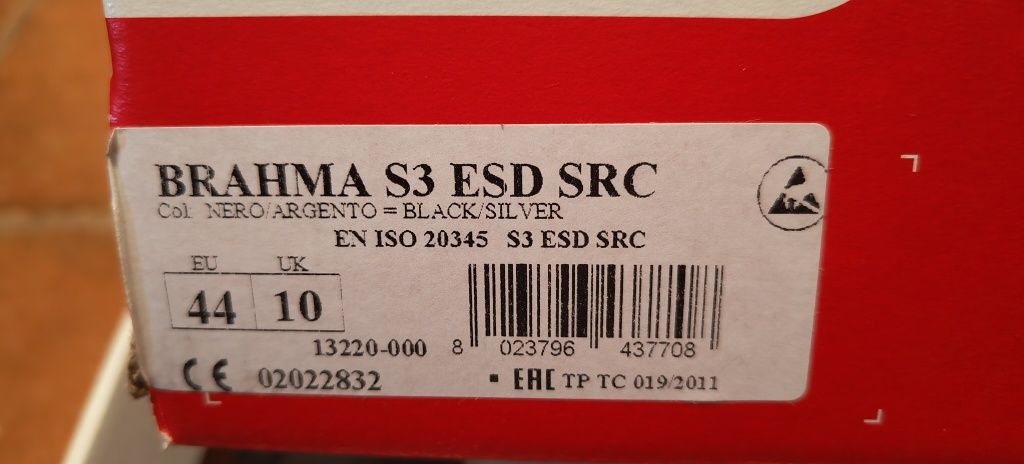 BRAHMA S3 ESD SRC
Col: NERO/ARGENTO = BLACK/SILVER
EN ISO 20345 S3 ESD SRC
EU UK
44 10
13220-000
8 023796 437708
CE 02022832
EAC TP TC 019/2011